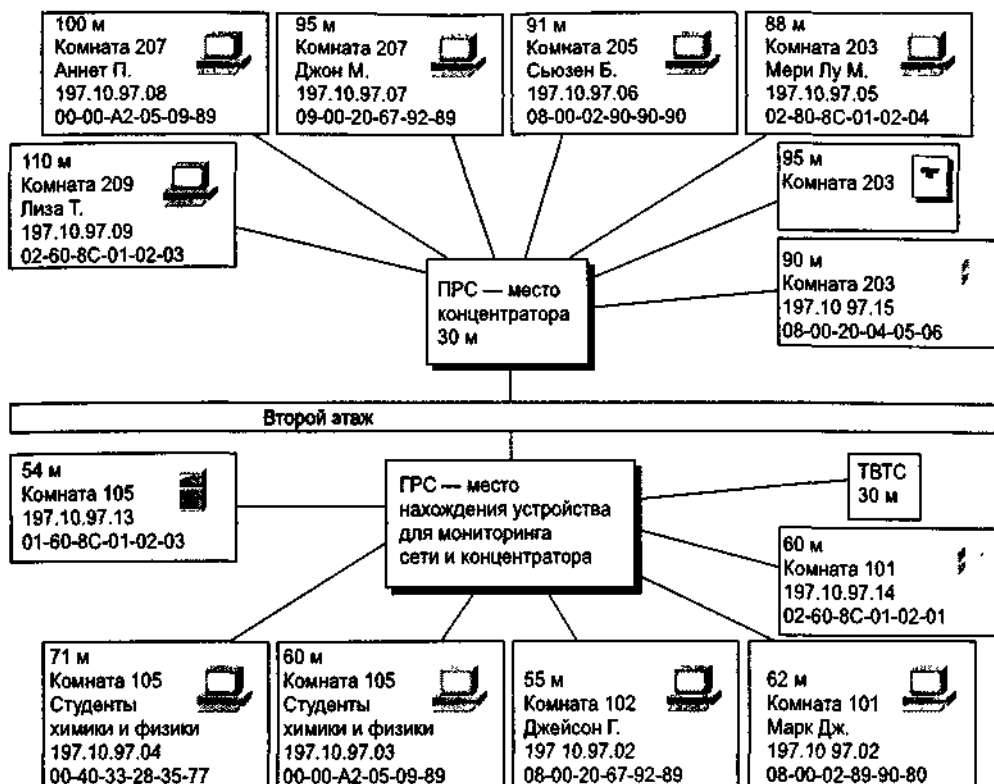 100 м
Комната 207
Аннет П.
197.10.97.08
00-00-A2-05-09-89
95 м
Комната 207
Джон М.
197.10.97.07
09-00-20-67-92-89
91 м
Комната 205
Сьюзен Б.
197.10.97.06
08-00-02-90-90-90
88 м
Комната 203
Мери Лу М.
197.10.97.05
02-80-8C-01-02-04
110 м
Комната 209
Лиза Т.
197.10.97.09
02-60-8C-01-02-03
95 м
Комната 203
ПРС — место
концентратора
30 м
90 м
Комната 203
197.10 97.15
08-00-20-04-05-06
Второй этаж
54 м
Комната 105
197.10.97.13
01-60-8C-01-02-03
ГРС — место
нахождения устройства
для мониторинга
сети и концентратора
ТВТС
30 м
60 м
Комната 101
197.10.97.14
02-60-8C-01-02-01
71 м
Комната 105
Студенты
химики и физики
197.10.97.04
00-40-33-28-35-77
60 м
Комната 105
Студенты
химики и физики
197.10.97.03
00-00-A2-05-09-89
55 м
Комната 102
Джейсон Г.
197 10.97.02
08-00-20-67-92-89
62 м
Комната 101
Марк Дж.
197.10 97.02
08-00-02-89-90-80